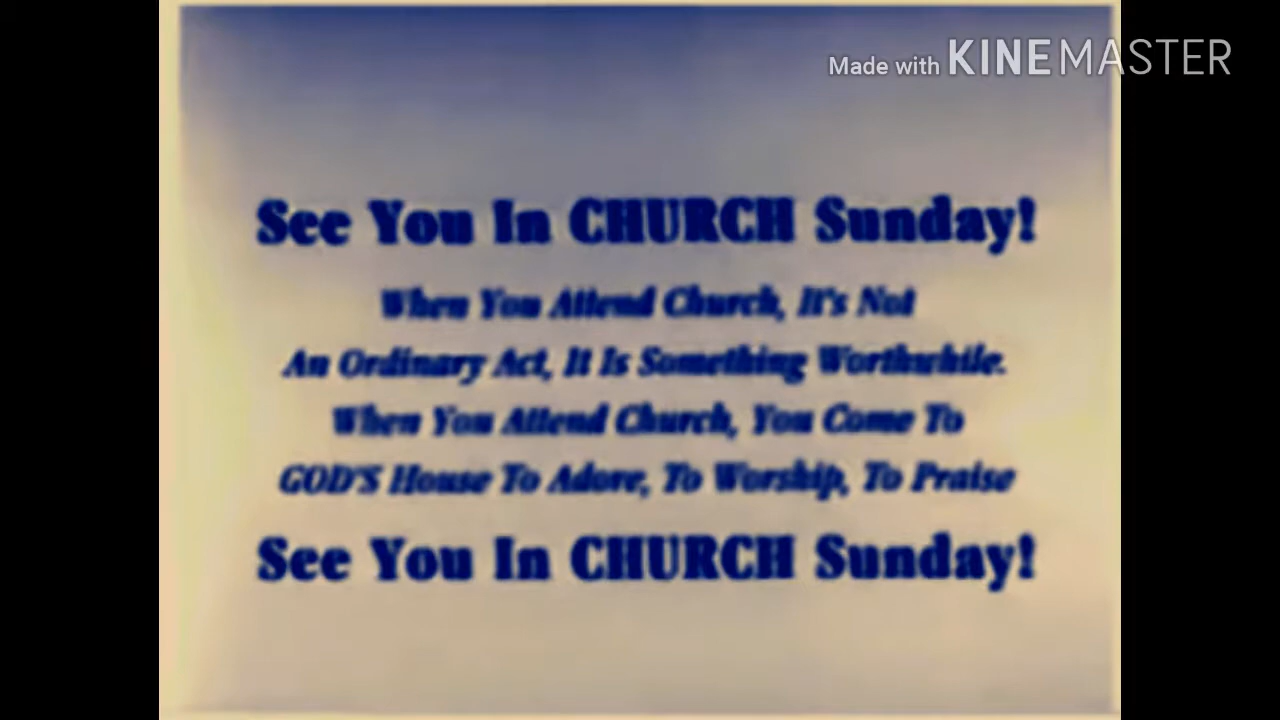 Made with KINEMASTER
See You In CHURCH Sunday!
When You Attend Church, It's Not
An Ordinary Act, It Is Something Worthwhile.
When You Attend Church, You Come To
GOD'S House To Adore, To Worship, To Praise
See You In CHURCH Sunday!